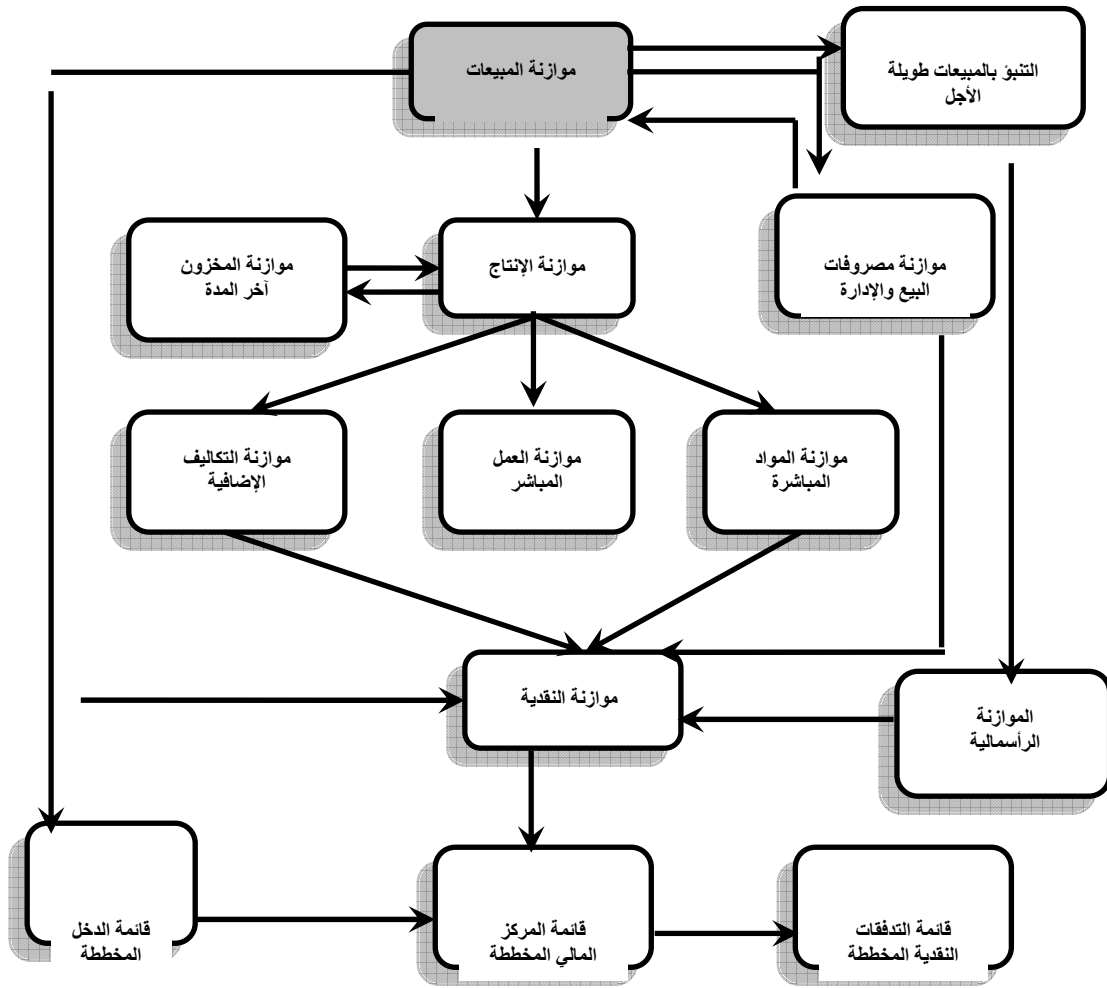 موازنة المبيعات
التنبؤ بالمبيعات طويلة
الأجل
موازنة مصروفات
البيع والإدارة
موازنة الإنتاج
موازنة المخزون
آخر المدة
موازنة المواد
المباشرة
موازنة العمل
المباشر
موازنة التكاليف
الإضافية
الموازنة
الرأسمالية
موازنة النقدية
قائمة التدفقات
النقدية المخططة
قائمة المركز
المالي المخططة
قائمة الدخل
المخططة